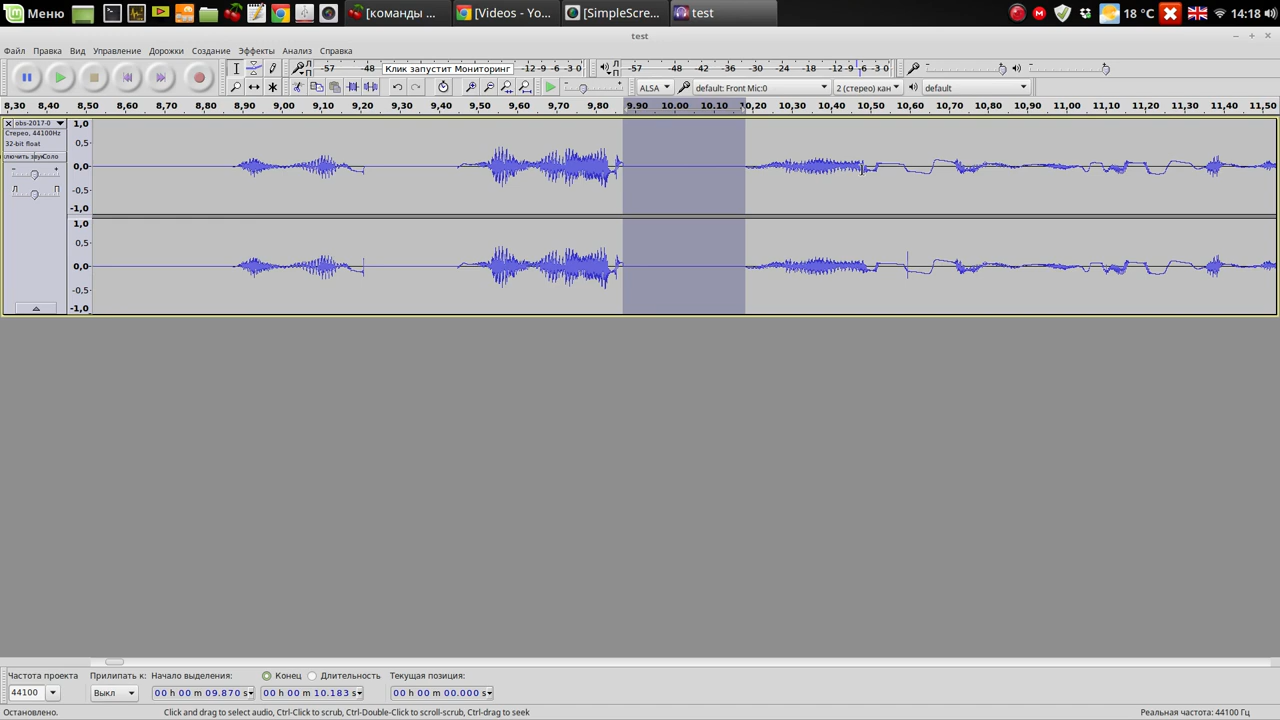 Меню [команды ... [Videos - Yo... [SimpleScre... test 18 °C 14:18
test
Файл Правка Вид Управление Дорожки Создание Эффекты Анализ Справка
Л П -57 -48 Клик запустит Мониторинг -12 -9 -6 -3 0 Л П -57 -48 -42 -36 -30 -24 -18 -12 -9 -6 -3 0
ALSA default: Front Mic:0 2 (стерео) кан default
8,30 8,40 8,50 8,60 8,70 8,80 8,90 9,00 9,10 9,20 9,30 9,40 9,50 9,60 9,70 9,80 9,90 10,00 10,10 10,20 10,30 10,40 10,50 10,60 10,70 10,80 10,90 11,00 11,10 11,20 11,30 11,40 11,50
obs-2017-0 1,0
Стерео, 44100Hz
32-bit float 0,5
ключить звук Соло 0,0
- +
Л П -0,5
-1,0
1,0
0,5
0,0
-0,5
-1,0
Частота проекта Прилипать к: Начало выделения: Конец Длительность Текущая позиция:
44100 Выкл 00 h 00 m 09.870 s 00 h 00 m 10.183 s 00 h 00 m 00.000 s
Остановлено. Click and drag to select audio, Ctrl-Click to scrub, Ctrl-Double-Click to scroll-scrub, Ctrl-drag to seek Реальная частота: 44100 Гц